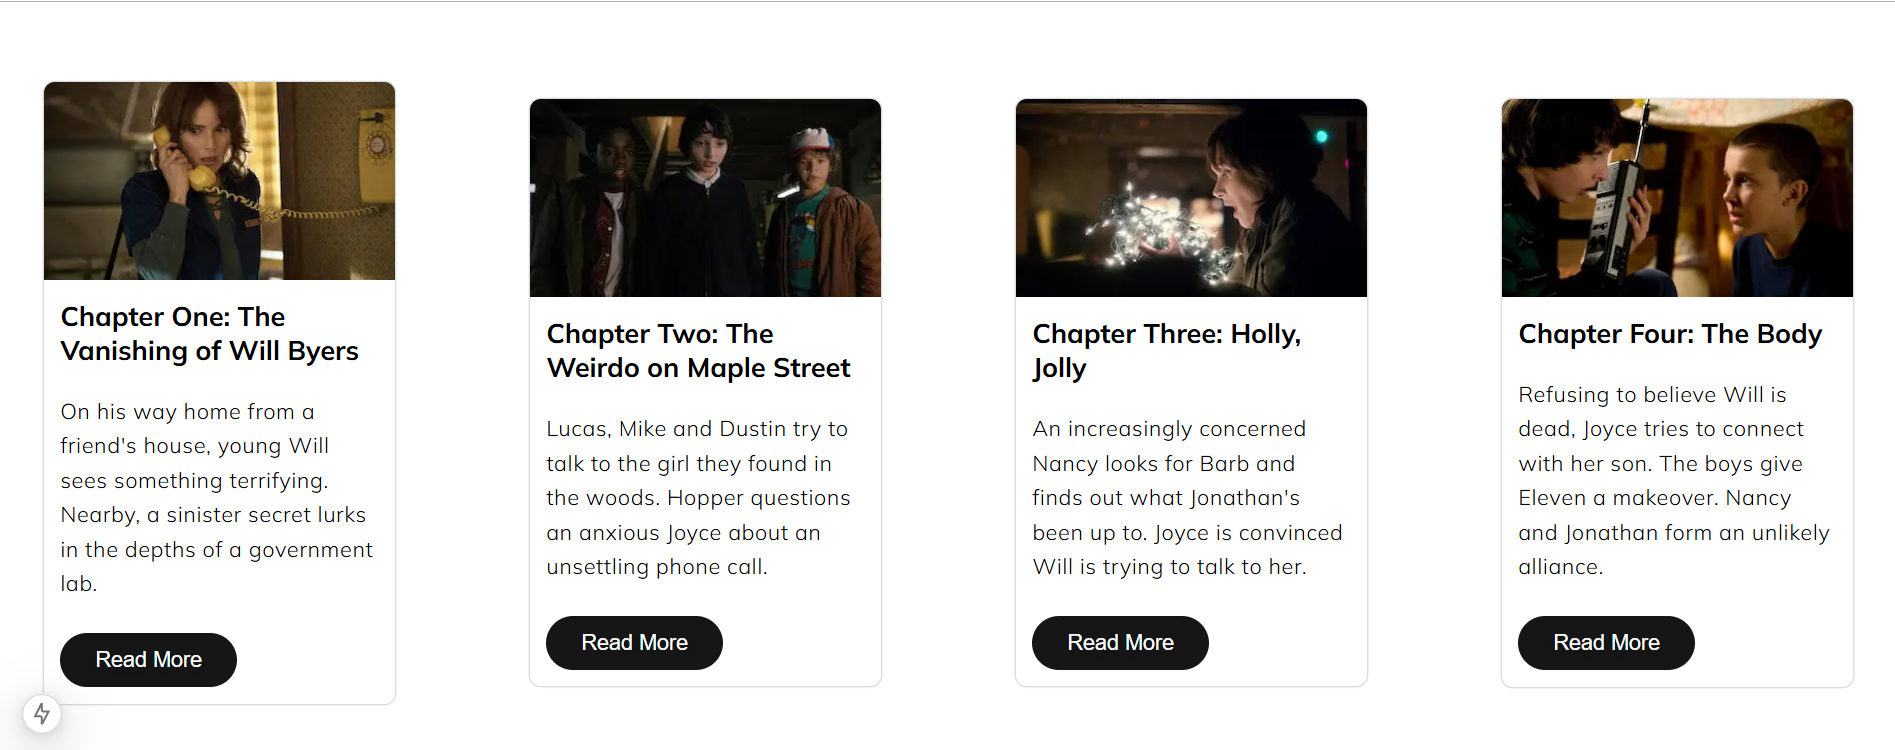 Chapter One: The
Vanishing of Will Byers
On his way home from a
friend's house, young Will
sees something terrifying.
Nearby, a sinister secret lurks
in the depths of a government
lab.
Read More
Chapter Two: The
Weirdo on Maple Street
Lucas, Mike and Dustin try to
talk to the girl they found in
the woods. Hopper questions
an anxious Joyce about an
unsettling phone call.
Read More
Chapter Three: Holly,
Jolly
An increasingly concerned
Nancy looks for Barb and
finds out what Jonathan's
been up to. Joyce is convinced
Will is trying to talk to her.
Read More
Chapter Four: The Body
Refusing to believe Will is
dead, Joyce tries to connect
with her son. The boys give
Eleven a makeover. Nancy
and Jonathan form an unlikely
alliance.
Read More